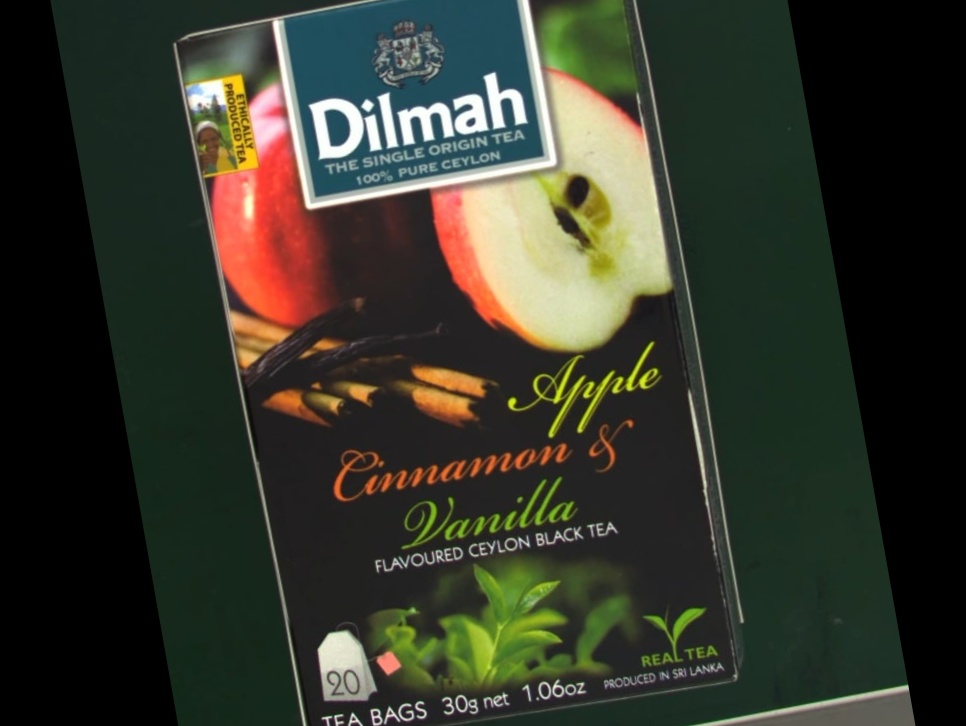 ETHICALLY
PRODUCED TEA
Dilmah
THE SINGLE ORIGIN TEA
100% PURE CEYLON
Apple
Cinnamon &
Vanilla
FLAVOURED CEYLON BLACK TEA
20
TEA BAGS 30g net 1.06oz
REAL TEA
PRODUCED IN SRI LANKA